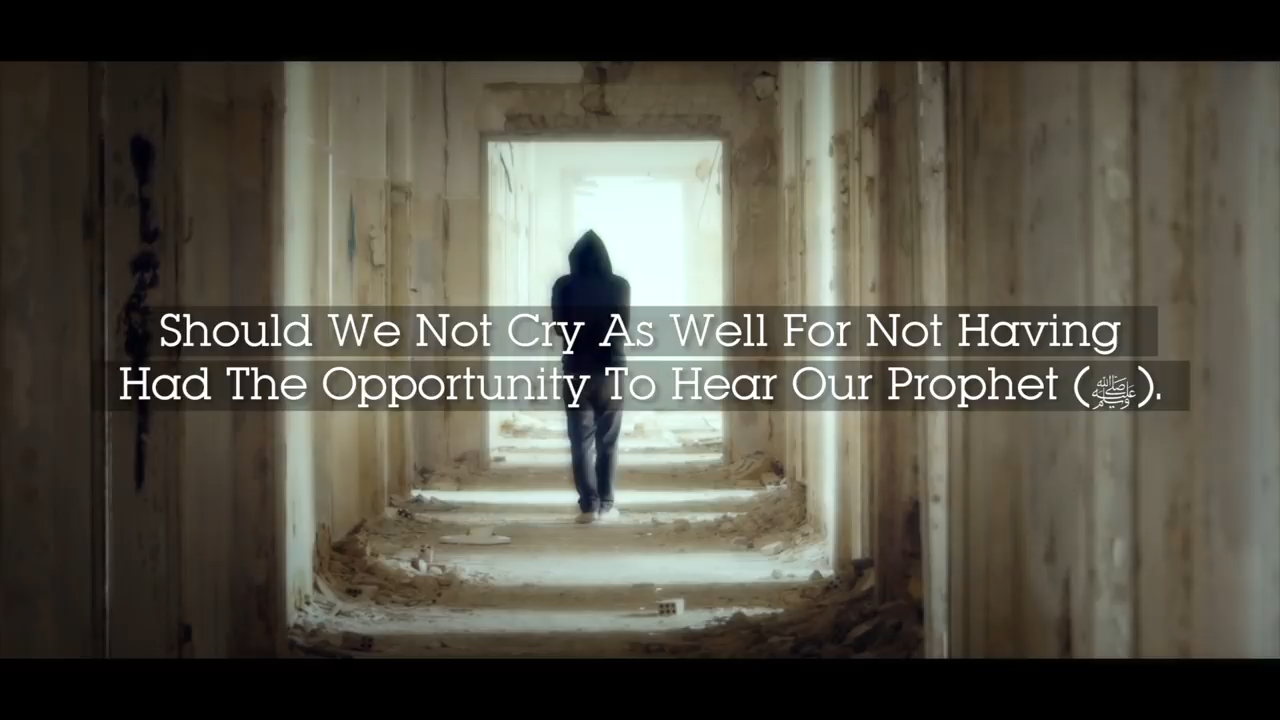 Should We Not Cry As Well For Not Having
Had The Opportunity To Hear Our Prophet (ﷺ).